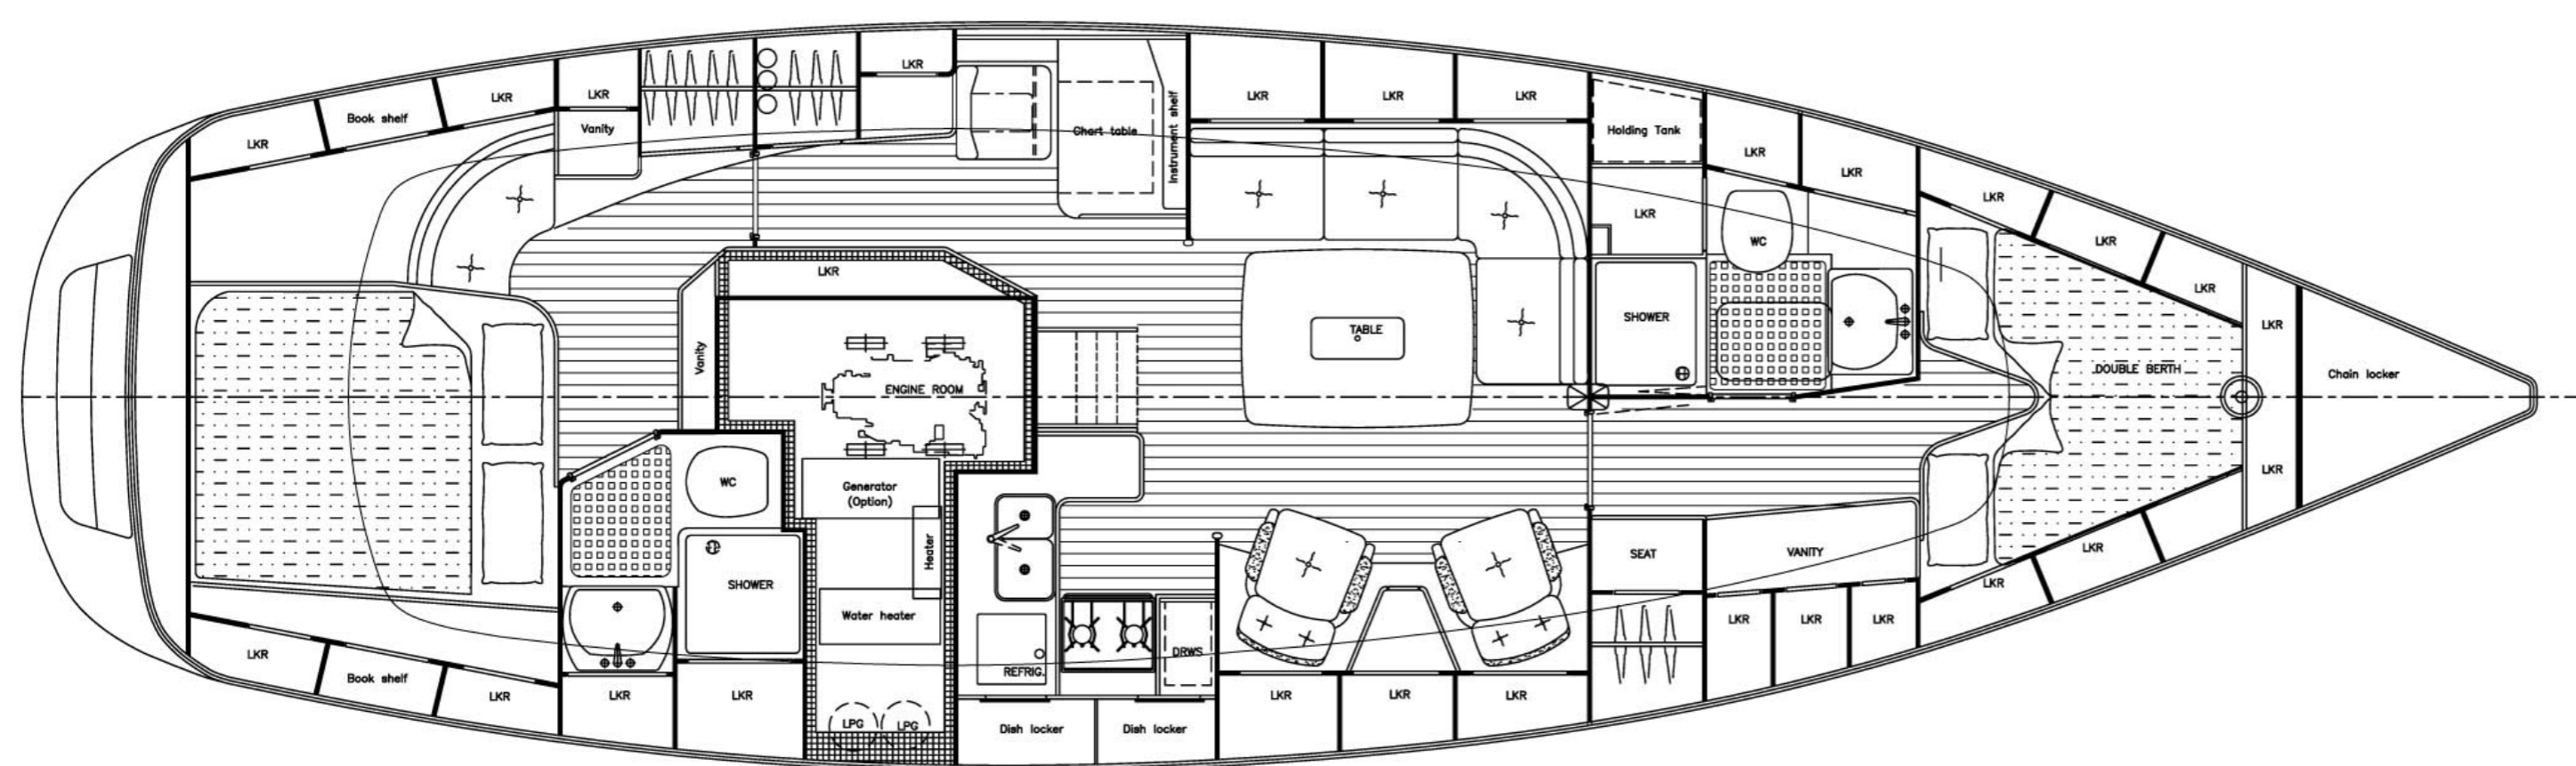 LKR
Book shelf
LKR
LKR
Vanity
LKR
Chart table
Instrument shelf
LKR
LKR
LKR
Holding Tank
LKR
LKR
LKR
WC
SHOWER
LKR
LKR
LKR
LKR
DOUBLE BERTH
Chain locker
LKR
Vanity
ENGINE ROOM
TABLE
WC
Generator
(Option)
Heater
SHOWER
Water heater
LKR
Book shelf
LKR
LKR
LKR
LPG
LPG
REFRIG.
DRWS
Dish locker
Dish locker
LKR
LKR
LKR
SEAT
VANITY
LKR
LKR
LKR
LKR
LKR
LKR